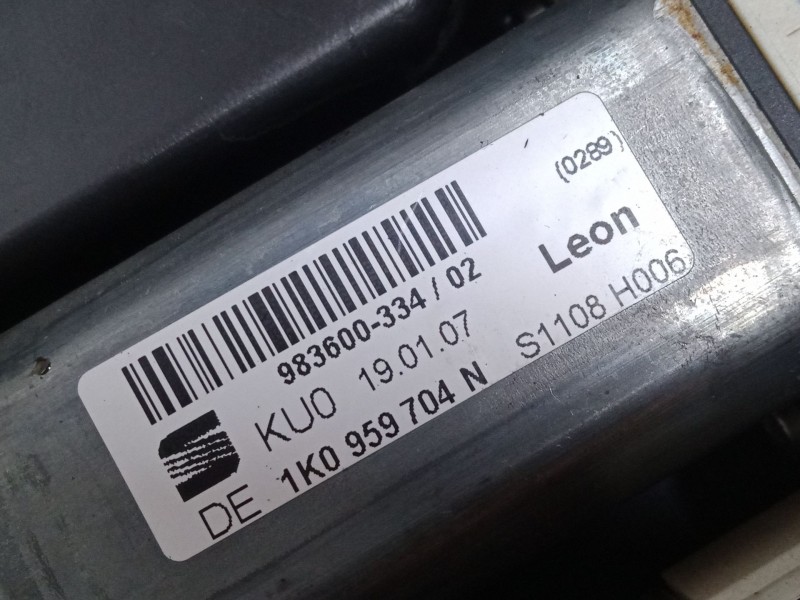 (0289)
Leon
983600-334 / 02
KU0 19.01.07 S1108 H006
DE 1K0 959 704 N